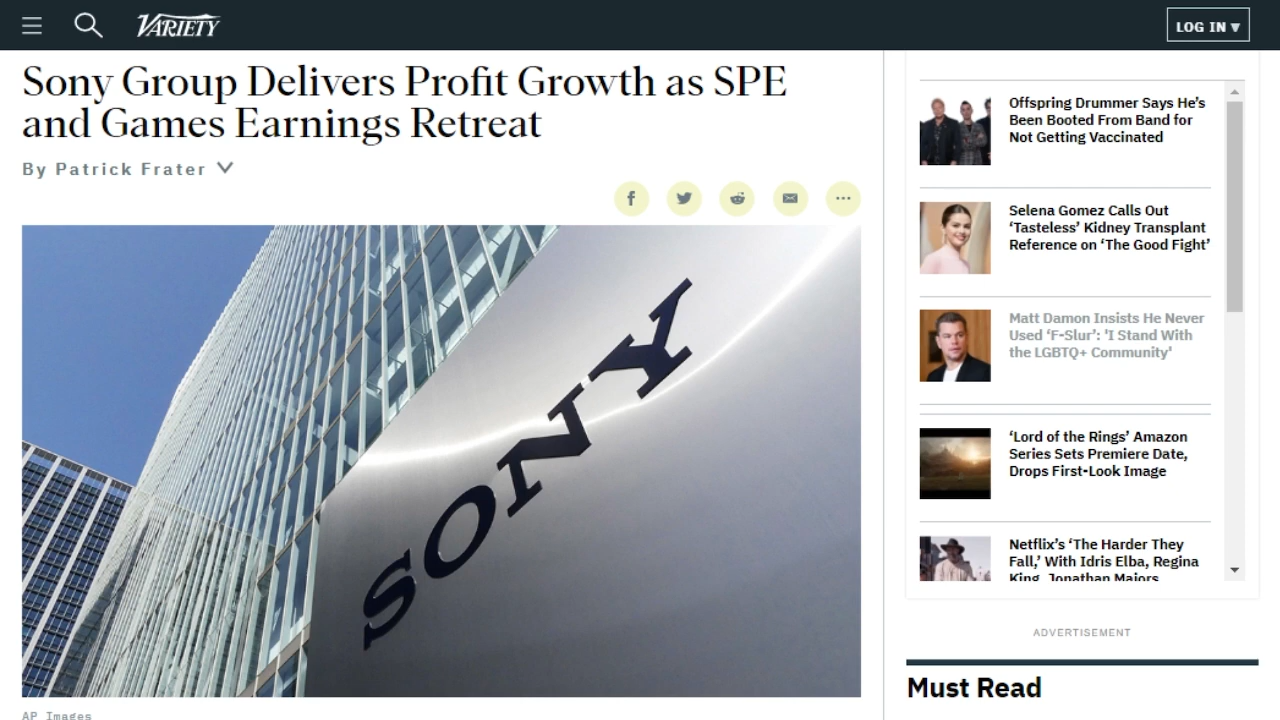 VARIETY
LOG IN ▼
Sony Group Delivers Profit Growth as SPE
and Games Earnings Retreat
By Patrick Frater
SONY
AP Images
Offspring Drummer Says He’s
Been Booted From Band for
Not Getting Vaccinated
Selena Gomez Calls Out
‘Tasteless’ Kidney Transplant
Reference on ‘The Good Fight’
Matt Damon Insists He Never
Used ‘F-Slur’: ‘I Stand With
the LGBTQ+ Community’
‘Lord of the Rings’ Amazon
Series Sets Premiere Date,
Drops First-Look Image
Netflix’s ‘The Harder They
Fall,’ With Idris Elba, Regina
King, Jonathan Majors
ADVERTISEMENT
Must Read